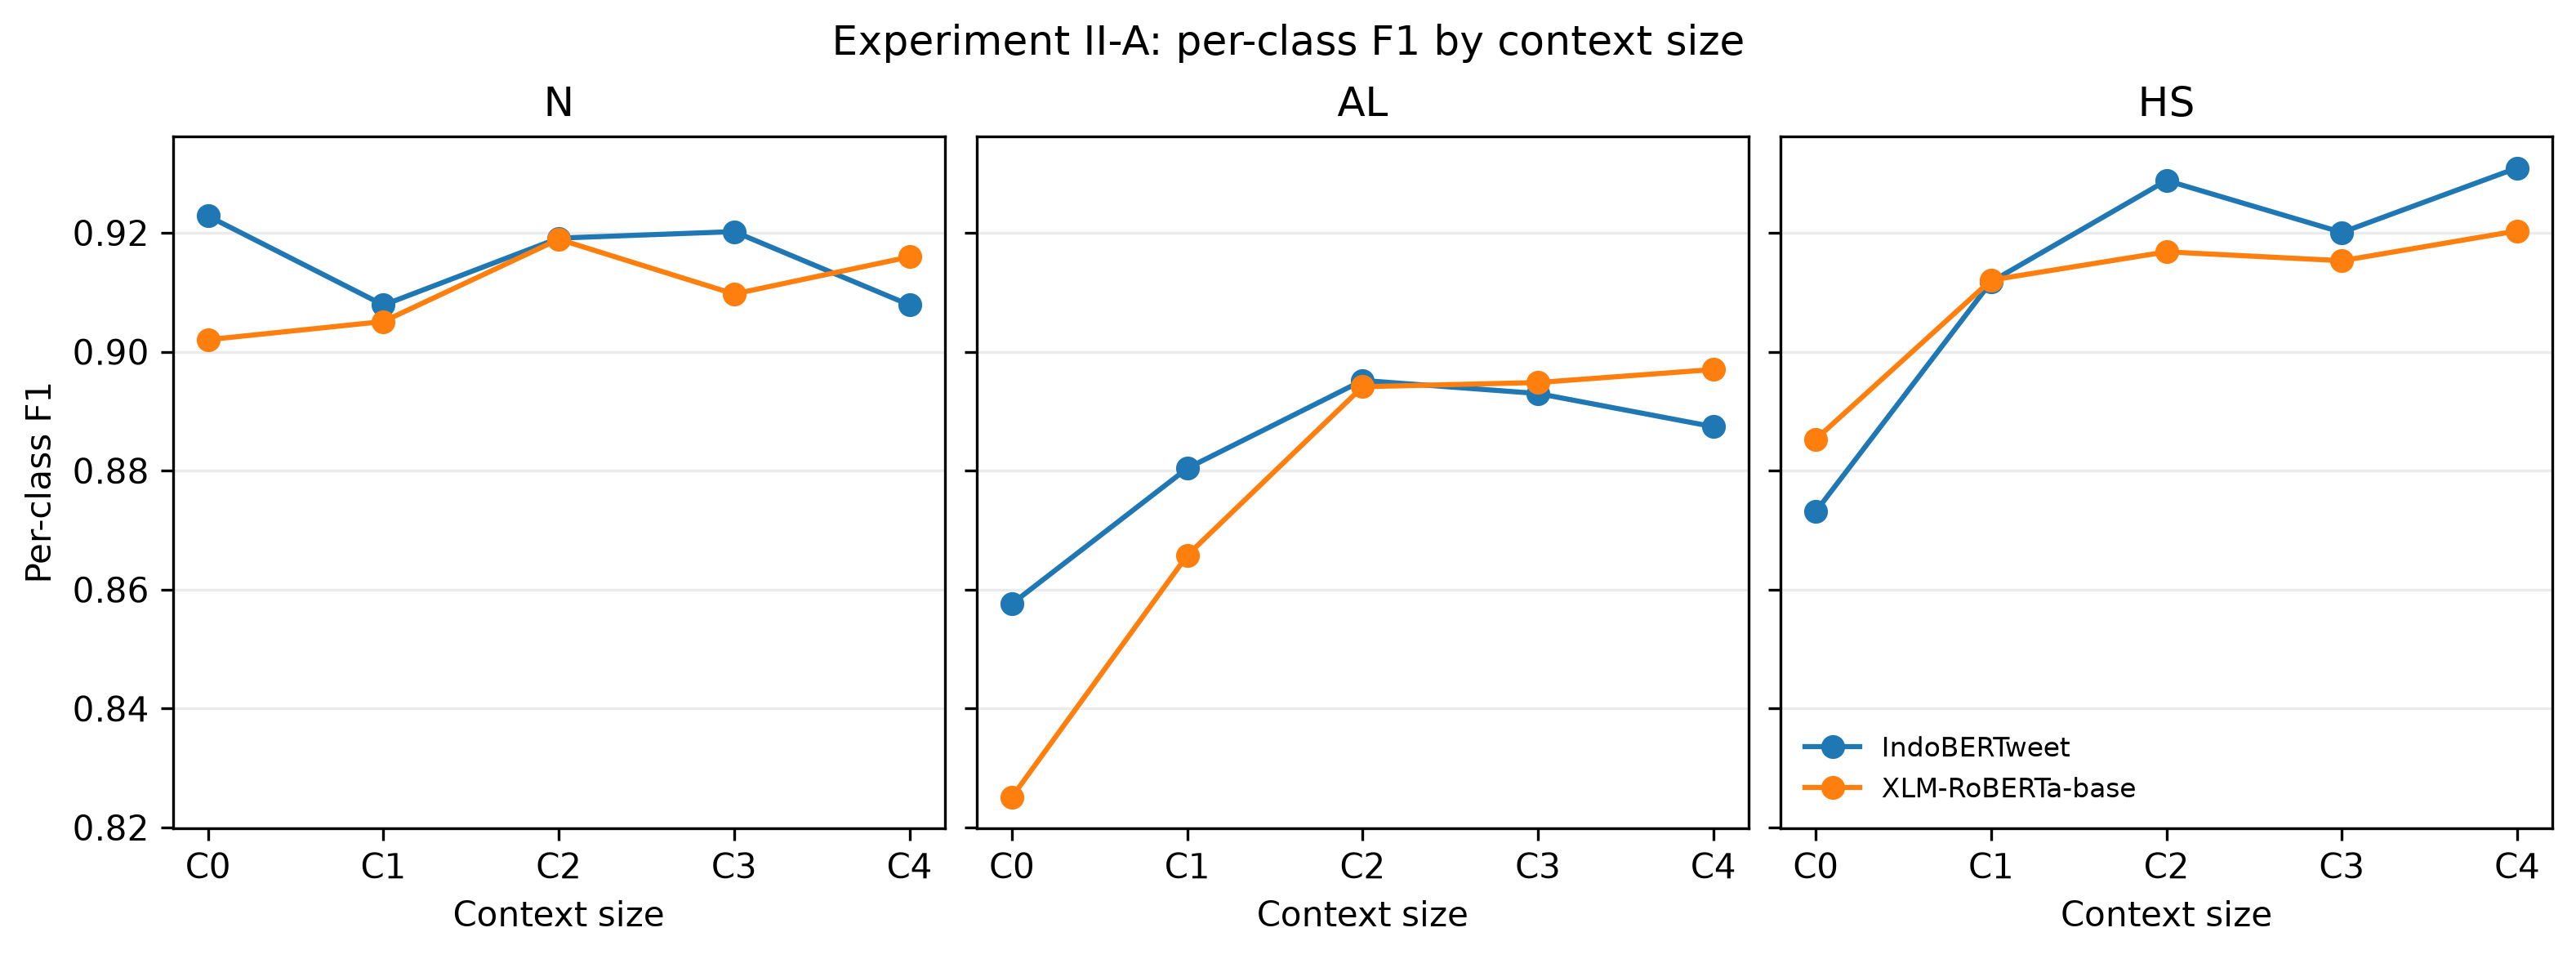 Experiment II-A: per-class F1 by context size
N
AL
HS
Per-class F1
0.92
0.90
0.88
0.86
0.84
0.82
C0 C1 C2 C3 C4
Context size
C0 C1 C2 C3 C4
Context size
IndoBERTweet
XLM-RoBERTa-base
C0 C1 C2 C3 C4
Context size